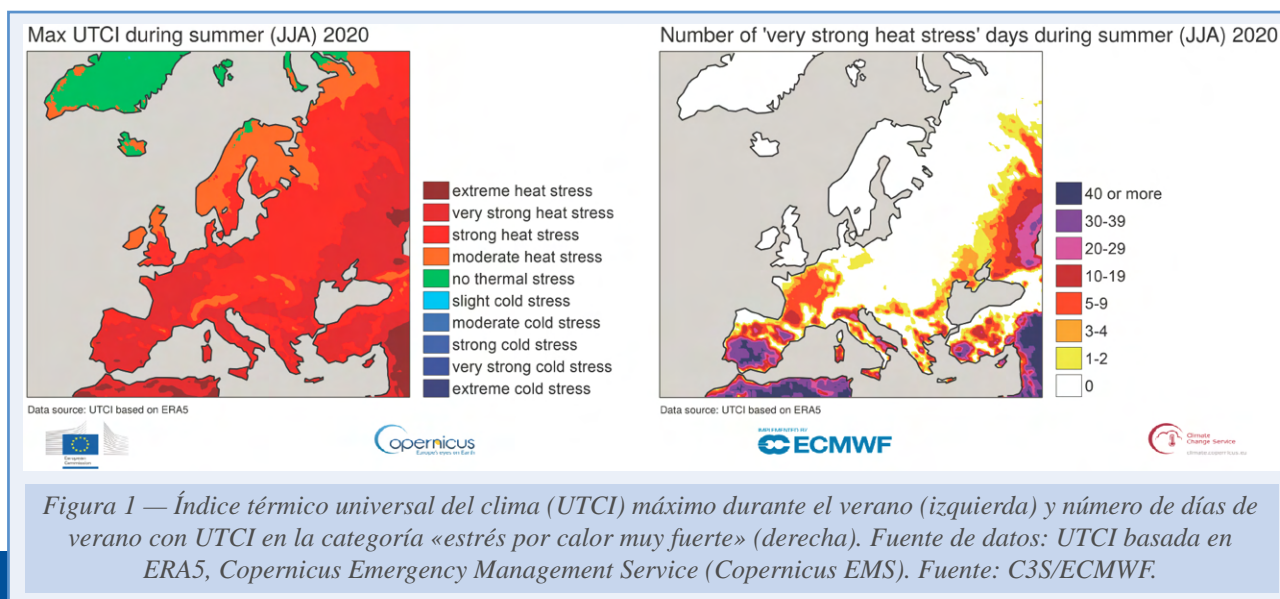 Max UTCI during summer (JJA) 2020
extreme heat stress
very strong heat stress
strong heat stress
moderate heat stress
no thermal stress
slight cold stress
moderate cold stress
strong cold stress
very strong cold stress
extreme cold stress
Data source: UTCI based on ERA5
European
Commission
opernicus
Europe's eyes on Earth
Number of 'very strong heat stress' days during summer (JJA) 2020
40 or more
30-39
20-29
10-19
5-9
3-4
1-2
0
Data source: UTCI based on ERA5
IMPLEMENTED BY
ECMWF
Climate
Change Service
climate.copernicus.eu
Figura 1 — Índice térmico universal del clima (UTCI) máximo durante el verano (izquierda) y número de días de
verano con UTCI en la categoría «estrés por calor muy fuerte» (derecha). Fuente de datos: UTCI basada en
ERA5, Copernicus Emergency Management Service (Copernicus EMS). Fuente: C3S/ECMWF.